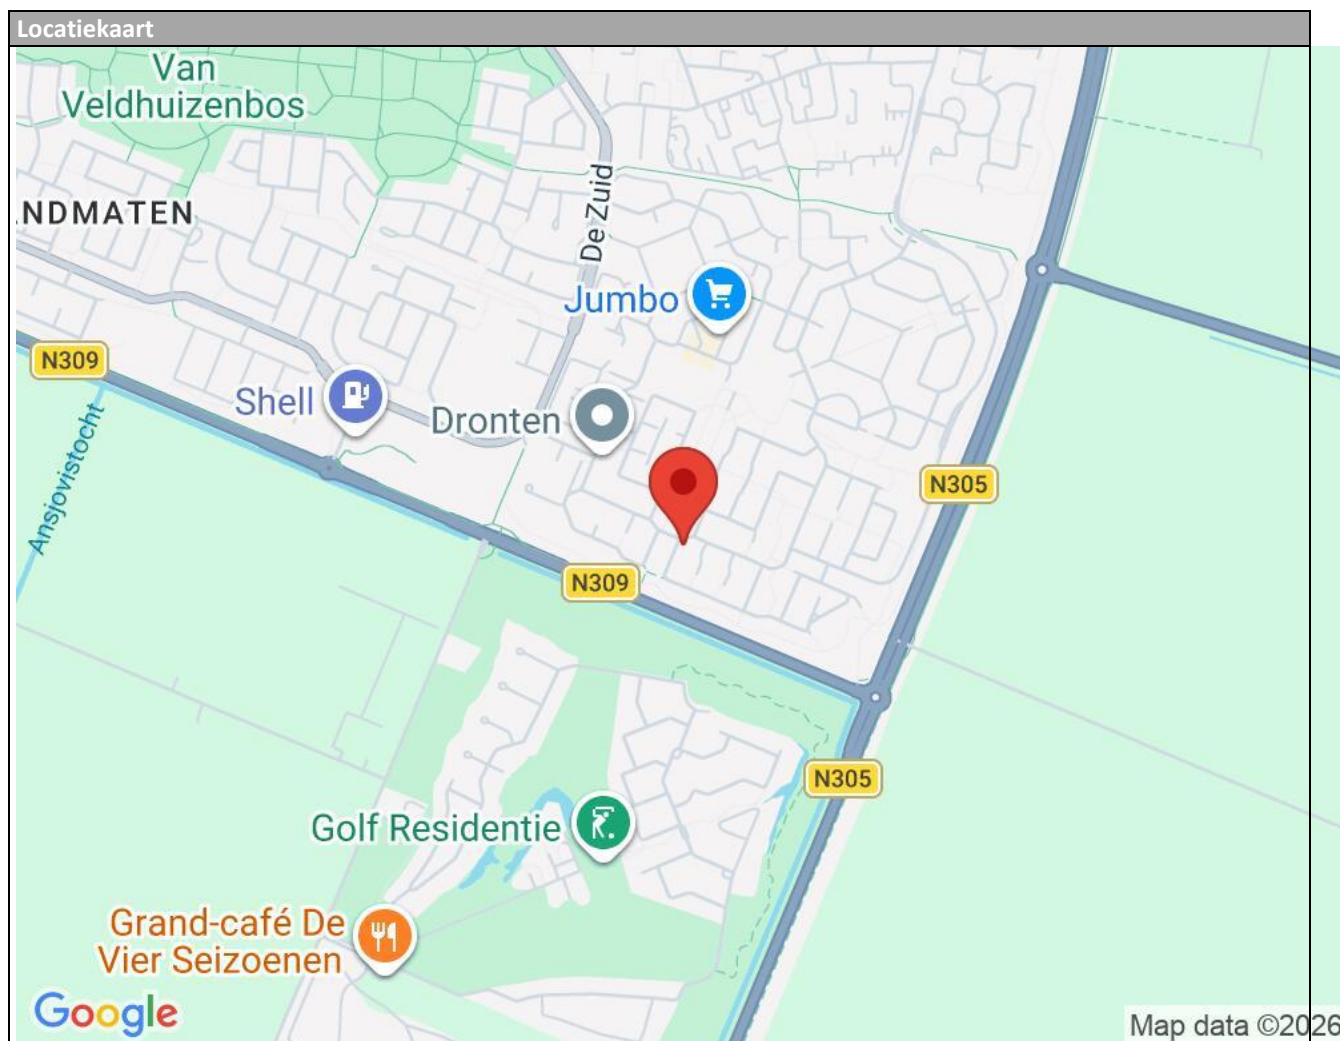 Locatiekaart
Van
Veldhuizenbos
NDMATEN
De Zuid
Jumbo
N309
Shell
Dronten
Ansjovistocht
N305
N309
N305
Golf Residentie
Grand-café De
Vier Seizoenen
Google
Map data ©2026